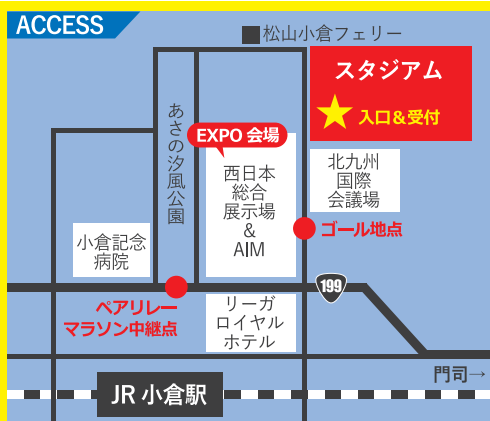 ACCESS
松山小倉フェリー
スタジアム
入口&受付
あさの汐風公園
EXPO 会場
西日本
総合
展示場
&
AIM
北九州
国際
会議場
ゴール地点
小倉記念
病院
199
ペアリレー
マラソン中継点
リーガ
ロイヤル
ホテル
門司→
JR 小倉駅